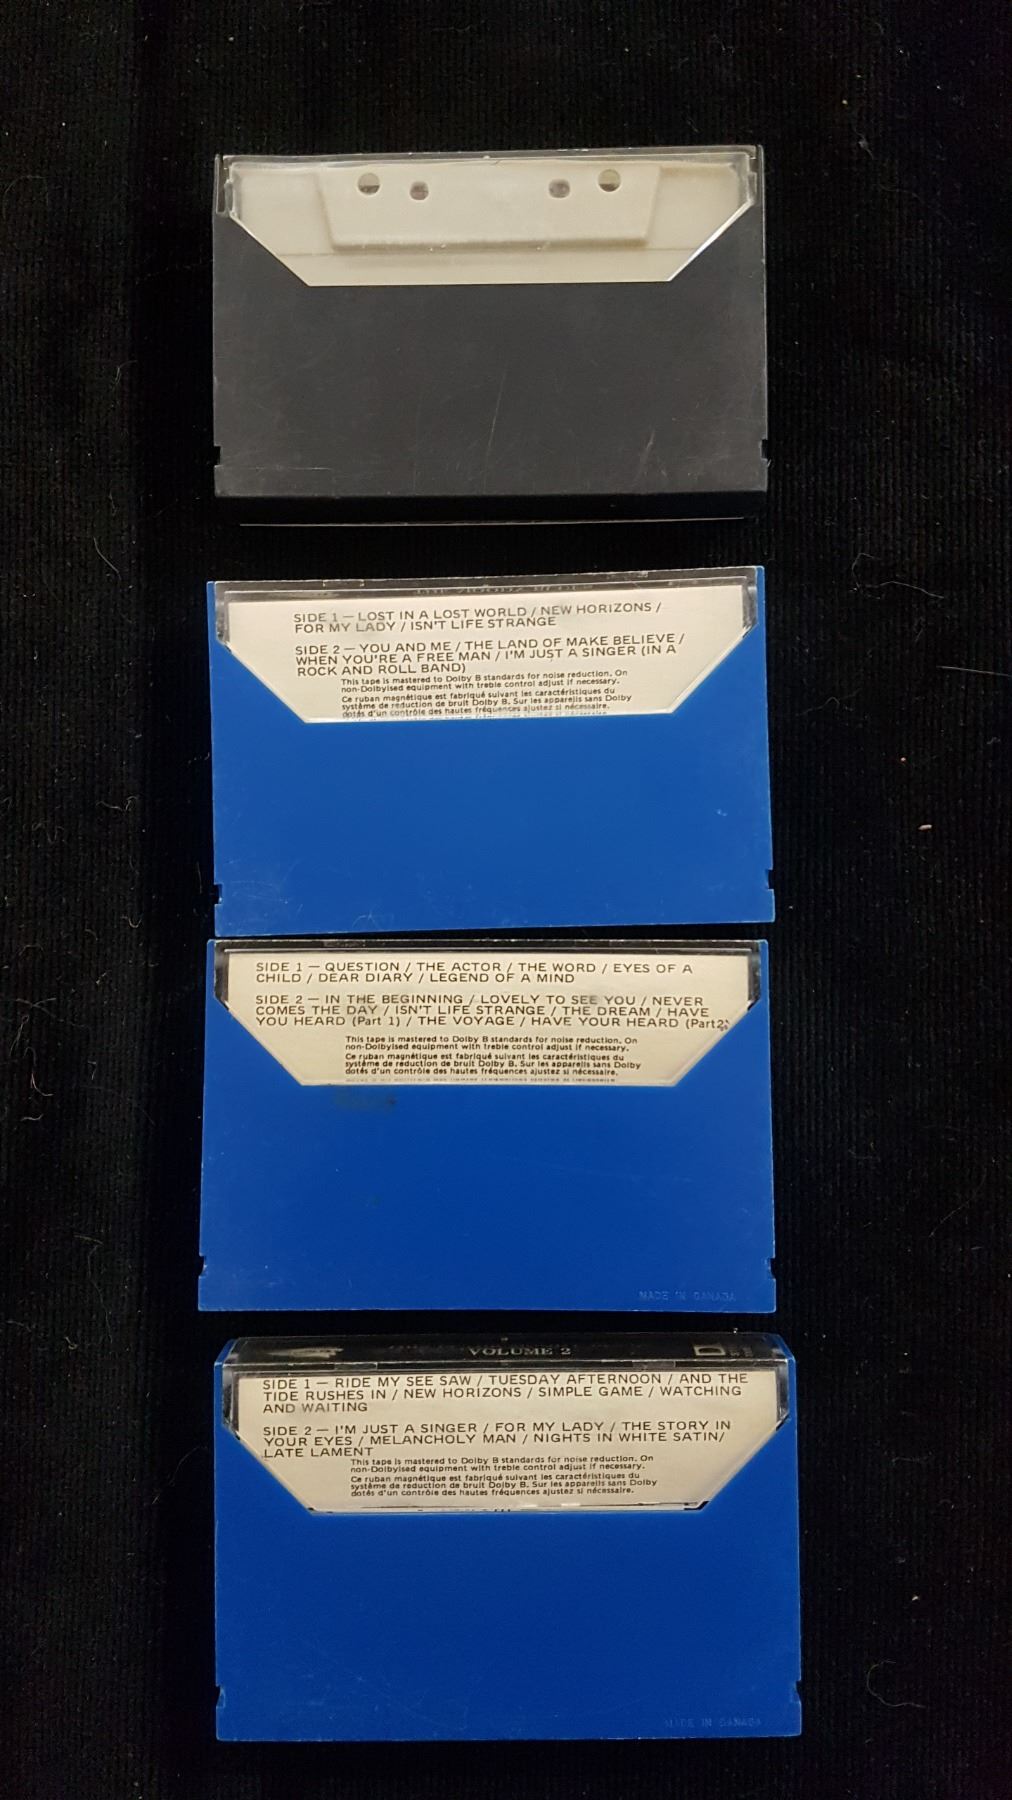 SIDE 1 — LOST IN A LOST WORLD / NEW HORIZONS /
FOR MY LADY / ISN'T LIFE STRANGE
SIDE 2 — YOU AND ME / THE LAND OF MAKE BELIEVE /
WHEN YOU'RE A FREE MAN / I'M JUST A SINGER (IN A
ROCK AND ROLL BAND)
This tape is mastered to Dolby B standards for noise reduction. On
non-Dolbyised equipment with treble control adjust if necessary.
Ce ruban magnétique est fabriqué suivant les caractéristiques du
système de reduction de bruit Dolby B. Sur les appareils sans Dolby
dotés d'un contrôle des hautes fréquences ajustez si nécessaire.
SIDE 1 — QUESTION / THE ACTOR / THE WORD / EYES OF A
CHILD / DEAR DIARY / LEGEND OF A MIND
SIDE 2 — IN THE BEGINNING / LOVELY TO SEE YOU / NEVER
COMES THE DAY / ISN'T LIFE STRANGE / THE DREAM / HAVE
YOU HEARD (Part 1) / THE VOYAGE / HAVE YOUR HEARD (Part2)
This tape is mastered to Dolby B standards for noise reduction. On
non-Dolbyised equipment with treble control adjust if necessary.
Ce ruban magnétique est fabriqué suivant les caractéristiques du
système de reduction de bruit Dolby B. Sur les appareils sans Dolby
dotés d'un contrôle des hautes fréquences ajustez si nécessaire.
MADE IN CANADA
VOLUME 2
SIDE 1 — RIDE MY SEE SAW / TUESDAY AFTERNOON / AND THE
TIDE RUSHES IN / NEW HORIZONS / SIMPLE GAME / WATCHING
AND WAITING
SIDE 2 — I'M JUST A SINGER / FOR MY LADY / THE STORY IN
YOUR EYES / MELANCHOLY MAN / NIGHTS IN WHITE SATIN/
LATE LAMENT
This tape is mastered to Dolby B standards for noise reduction. On
non-Dolbyised equipment with treble control adjust if necessary.
Ce ruban magnétique est fabriqué suivant les caractéristiques du
système de reduction de bruit Dolby B. Sur les appareils sans Dolby
dotés d'un contrôle des hautes fréquences ajustez si nécessaire.
MADE IN CANADA